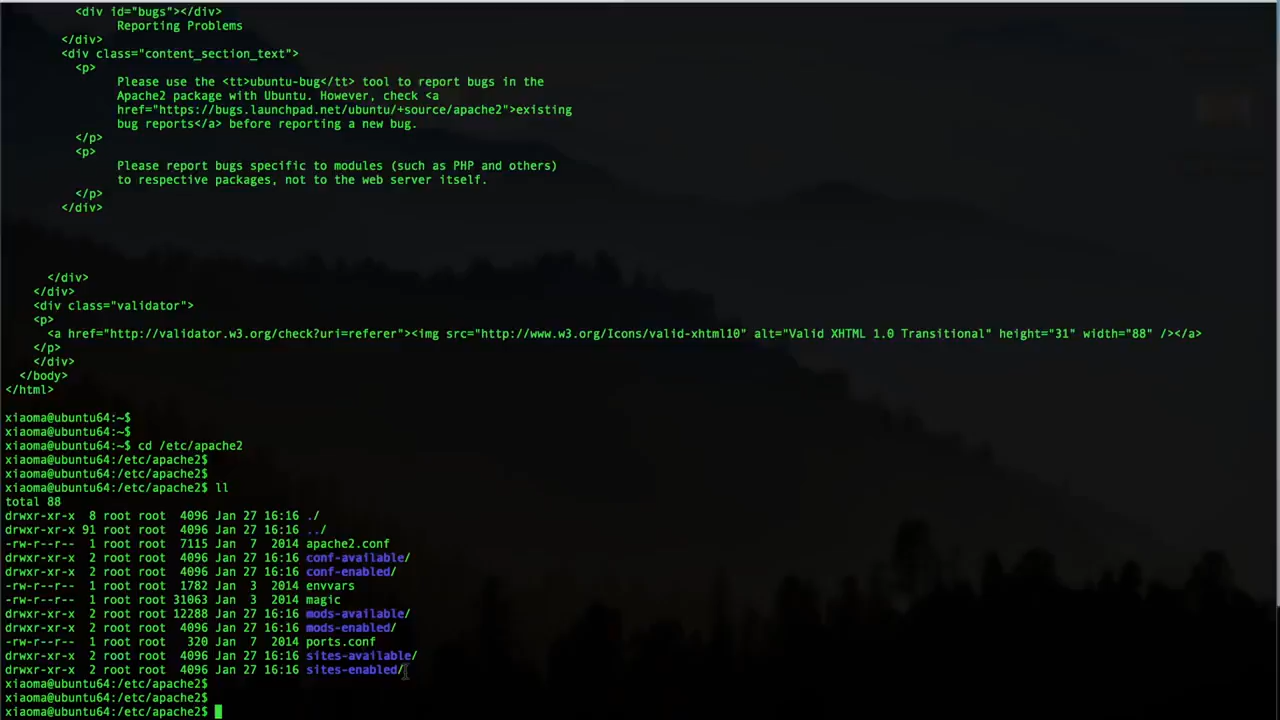 <div id="bugs"></div>
Reporting Problems
</div>
<div class="content_section_text">
<p>
Please use the <tt>ubuntu-bug</tt> tool to report bugs in the
Apache2 package with Ubuntu. However, check <a
href="https://bugs.launchpad.net/ubuntu/+source/apache2">existing
bug reports</a> before reporting a new bug.
</p>
<p>
Please report bugs specific to modules (such as PHP and others)
to respective packages, not to the web server itself.
</p>
</div>
</div>
</div>
<div class="validator">
<p>
<a href="http://validator.w3.org/check?uri=referer"><img src="http://www.w3.org/Icons/valid-xhtml10" alt="Valid XHTML 1.0 Transitional" height="31" width="88" /></a>
</p>
</div>
</body>
</html>
xiaoma@ubuntu64:~$
xiaoma@ubuntu64:~$
xiaoma@ubuntu64:~$ cd /etc/apache2
xiaoma@ubuntu64:/etc/apache2$
xiaoma@ubuntu64:/etc/apache2$
xiaoma@ubuntu64:/etc/apache2$ ll
total 88
drwxr-xr-x  8 root root  4096 Jan 27 16:16 ./
drwxr-xr-x 91 root root  4096 Jan 27 16:16 ../
-rw-r--r--  1 root root  7115 Jan  7  2014 apache2.conf
drwxr-xr-x  2 root root  4096 Jan 27 16:16 conf-available/
drwxr-xr-x  2 root root  4096 Jan 27 16:16 conf-enabled/
-rw-r--r--  1 root root  1782 Jan  3  2014 envvars
-rw-r--r--  1 root root 31063 Jan  3  2014 magic
drwxr-xr-x  2 root root 12288 Jan 27 16:16 mods-available/
drwxr-xr-x  2 root root  4096 Jan 27 16:16 mods-enabled/
-rw-r--r--  1 root root   320 Jan  7  2014 ports.conf
drwxr-xr-x  2 root root  4096 Jan 27 16:16 sites-available/
drwxr-xr-x  2 root root  4096 Jan 27 16:16 sites-enabled/
xiaoma@ubuntu64:/etc/apache2$
xiaoma@ubuntu64:/etc/apache2$
xiaoma@ubuntu64:/etc/apache2$